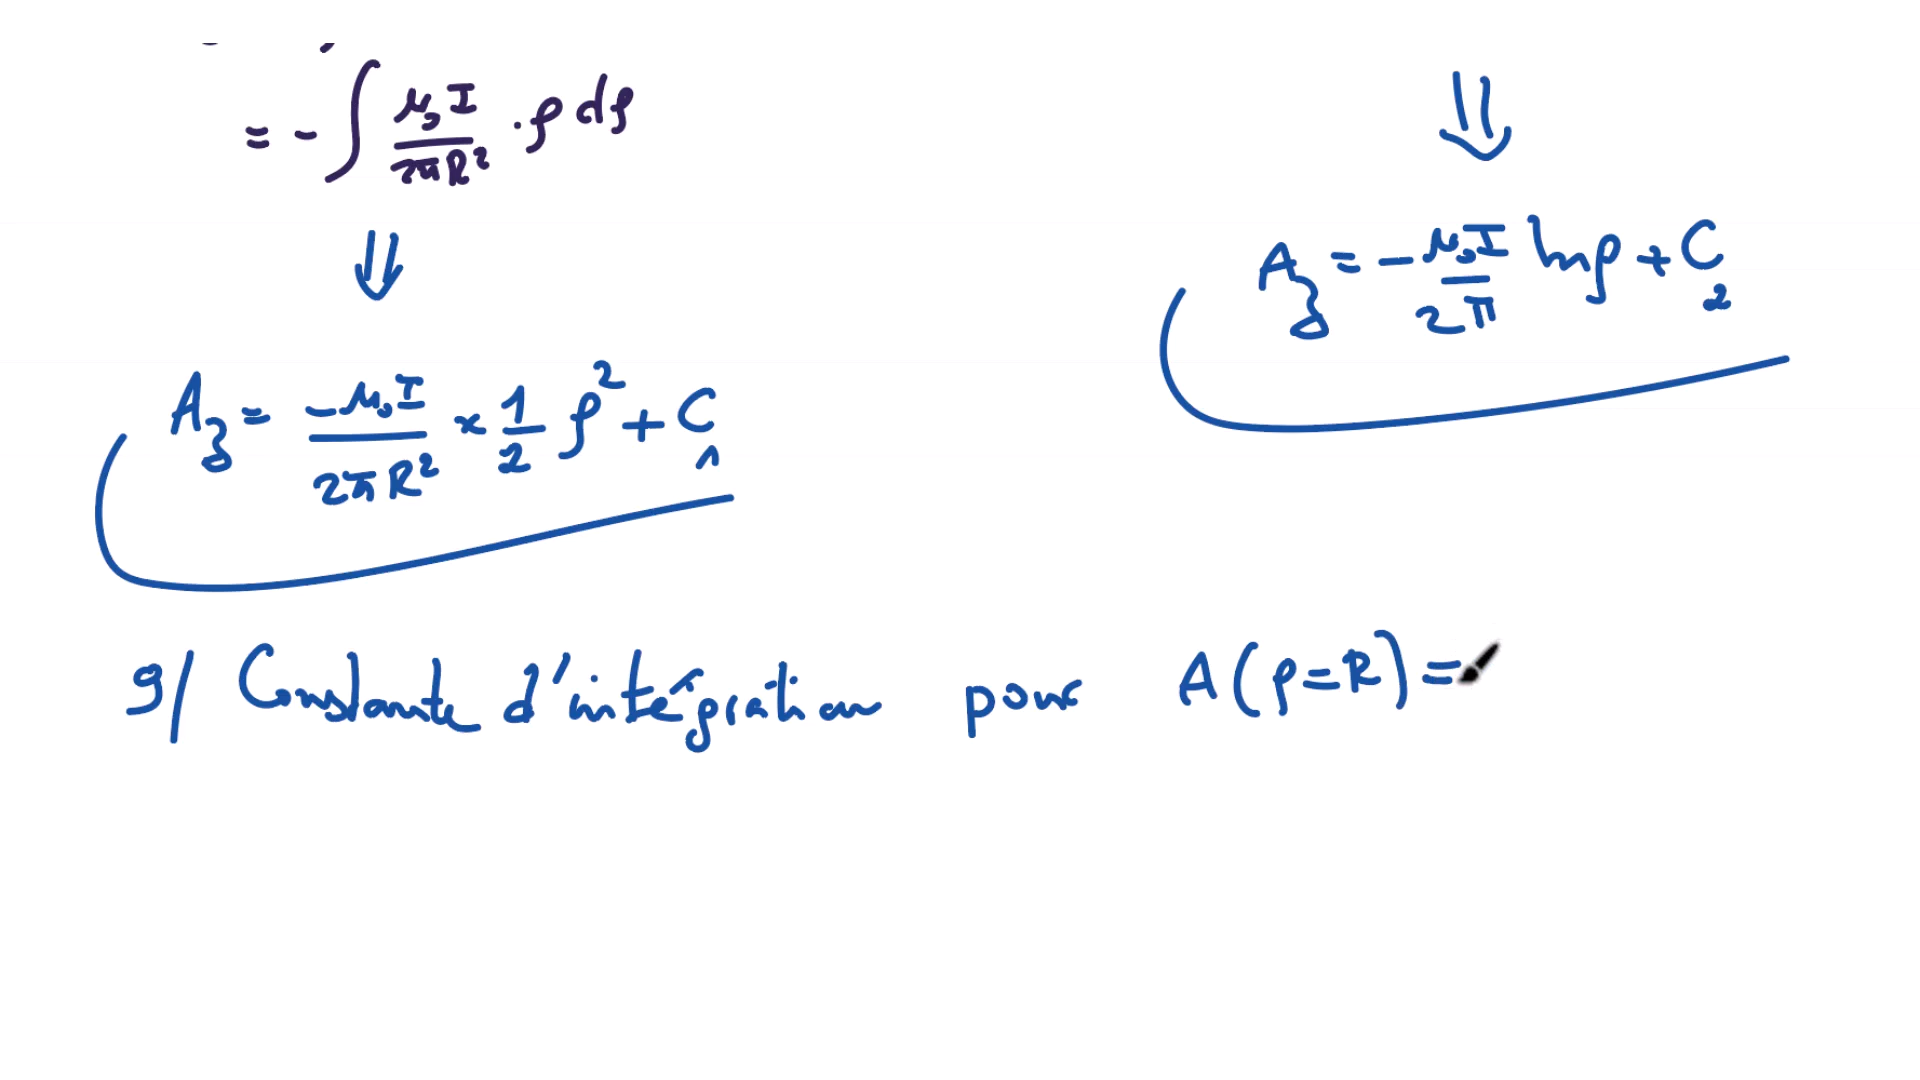 = - ∫ μ₀I / 2πR² . ρ dρ
⇓
A_z = -μ₀I / 2πR² × 1/2 ρ² + C₁
⇓
A_z = - μ₀I / 2π ln ρ + C₂
9/ Constante d'intégration pour A(ρ=R) =